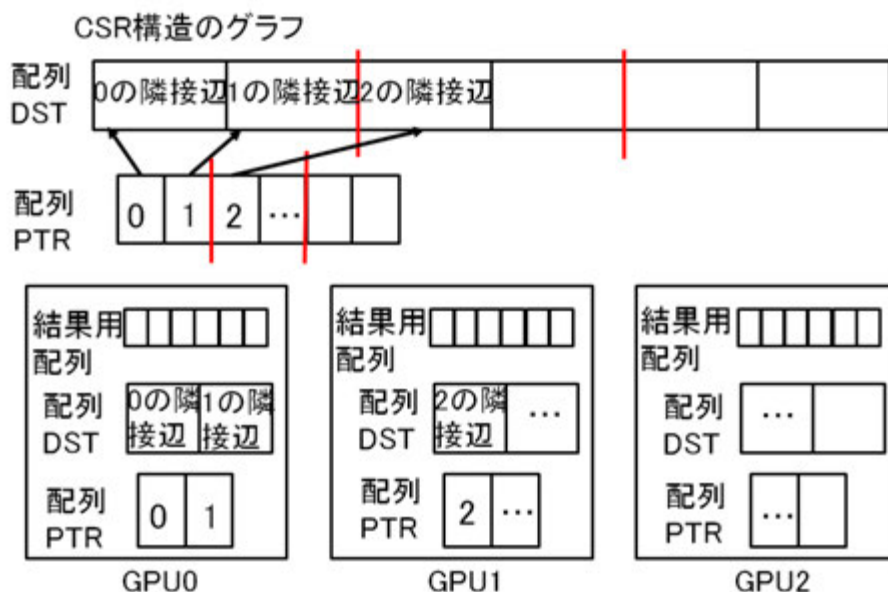 CSR構造のグラフ
配列
DST
0の隣接辺
1の隣接辺
2の隣接辺
配列
PTR
0
1
2
…
結果用
配列
配列
DST
0の隣
接辺
1の隣
接辺
配列
PTR
0
1
GPU0
結果用
配列
配列
DST
2の隣
接辺
…
配列
PTR
2
…
GPU1
結果用
配列
配列
DST
…
配列
PTR
…
GPU2